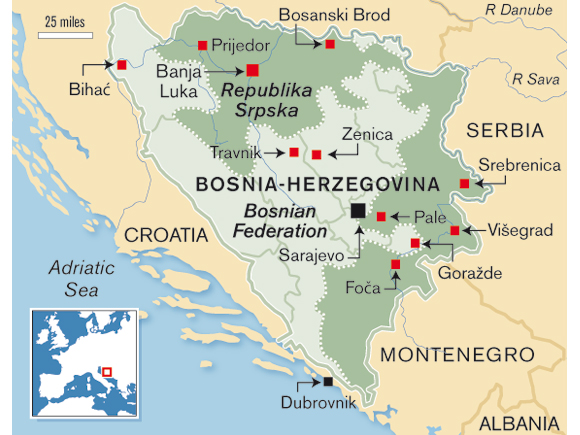 25 miles
Bosanski Brod
R Danube
Prijedor
R Sava
Bihać
Banja
Luka
Republika
Srpska
Zenica
SERBIA
Travnik
Srebrenica
BOSNIA-HERZEGOVINA
Bosnian
Federation
Pale
Višegrad
CROATIA
Sarajevo
Goražde
Adriatic
Sea
Foča
MONTENEGRO
Dubrovnik
ALBANIA